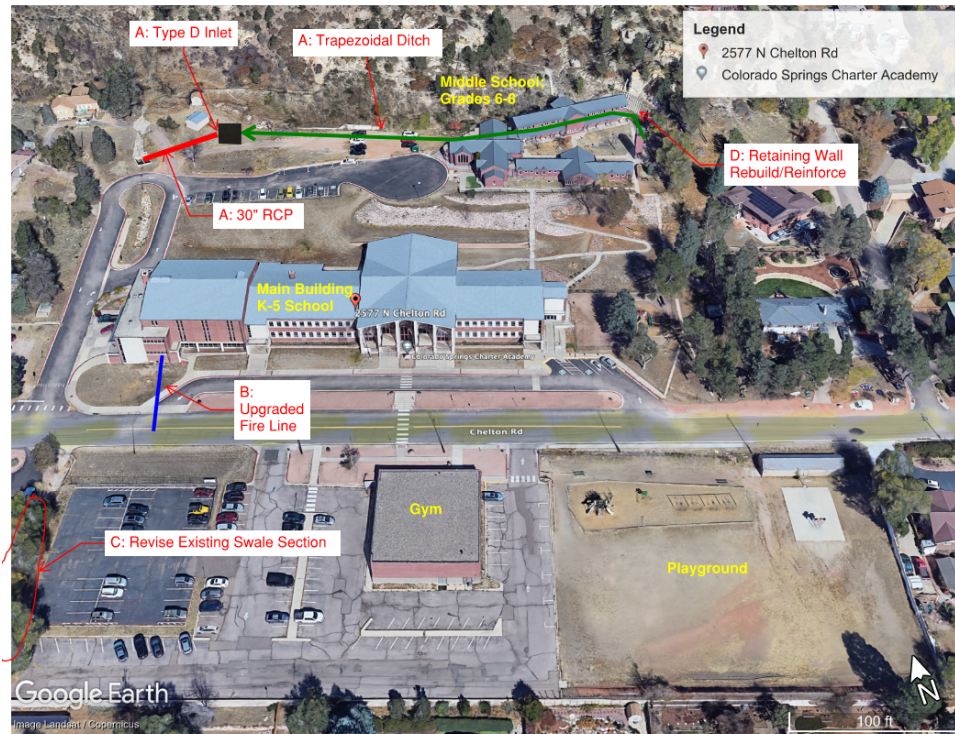 A: Type D Inlet
A: Trapezoidal Ditch
Legend
2577 N Chelton Rd
Colorado Springs Charter Academy
Middle School;
Grades 6-8
D: Retaining Wall
Rebuild/Reinforce
A: 30" RCP
Main Building
K-5 School
2577 N Chelton Rd
Colorado Springs Charter Academy
B:
Upgraded
Fire Line
Chelton Rd
Gym
C: Revise Existing Swale Section
Playground
Google Earth
Image Landsat / Copernicus
N
100 ft